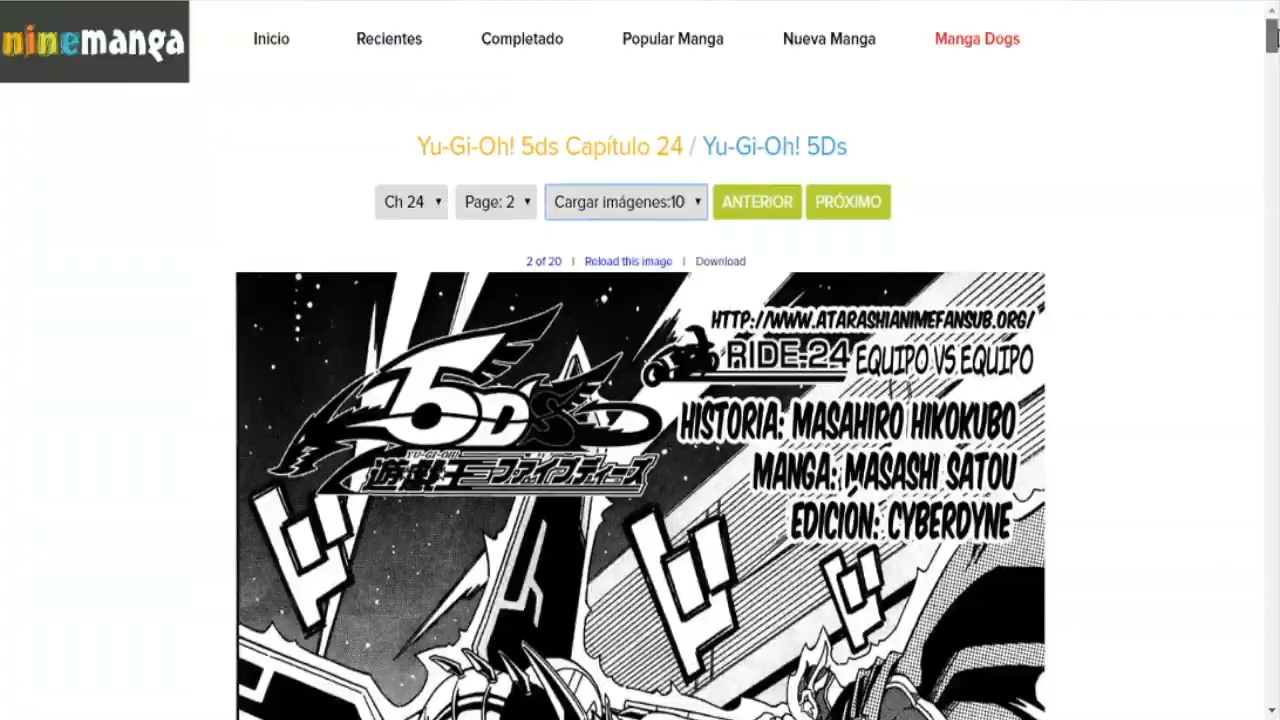 ninemanga
Inicio
Recientes
Completado
Popular Manga
Nueva Manga
Manga Dogs
Yu-Gi-Oh! 5ds Capítulo 24 / Yu-Gi-Oh! 5Ds
Ch 24
Page: 2
Cargar imágenes:10
ANTERIOR
PRÓXIMO
2 of 20 | Reload this image | Download
HTTP://WWW.ATARASHIANIMEFANSUB.ORG/
RIDE-24 EQUIPO VS EQUIPO
HISTORIA: MASAHIRO HIKOKUBO
MANGA: MASASHI SATOU
EDICIÓN: CYBERDYNE
5D's
YU-GI-OH!
遊戯王ファイブディーズ